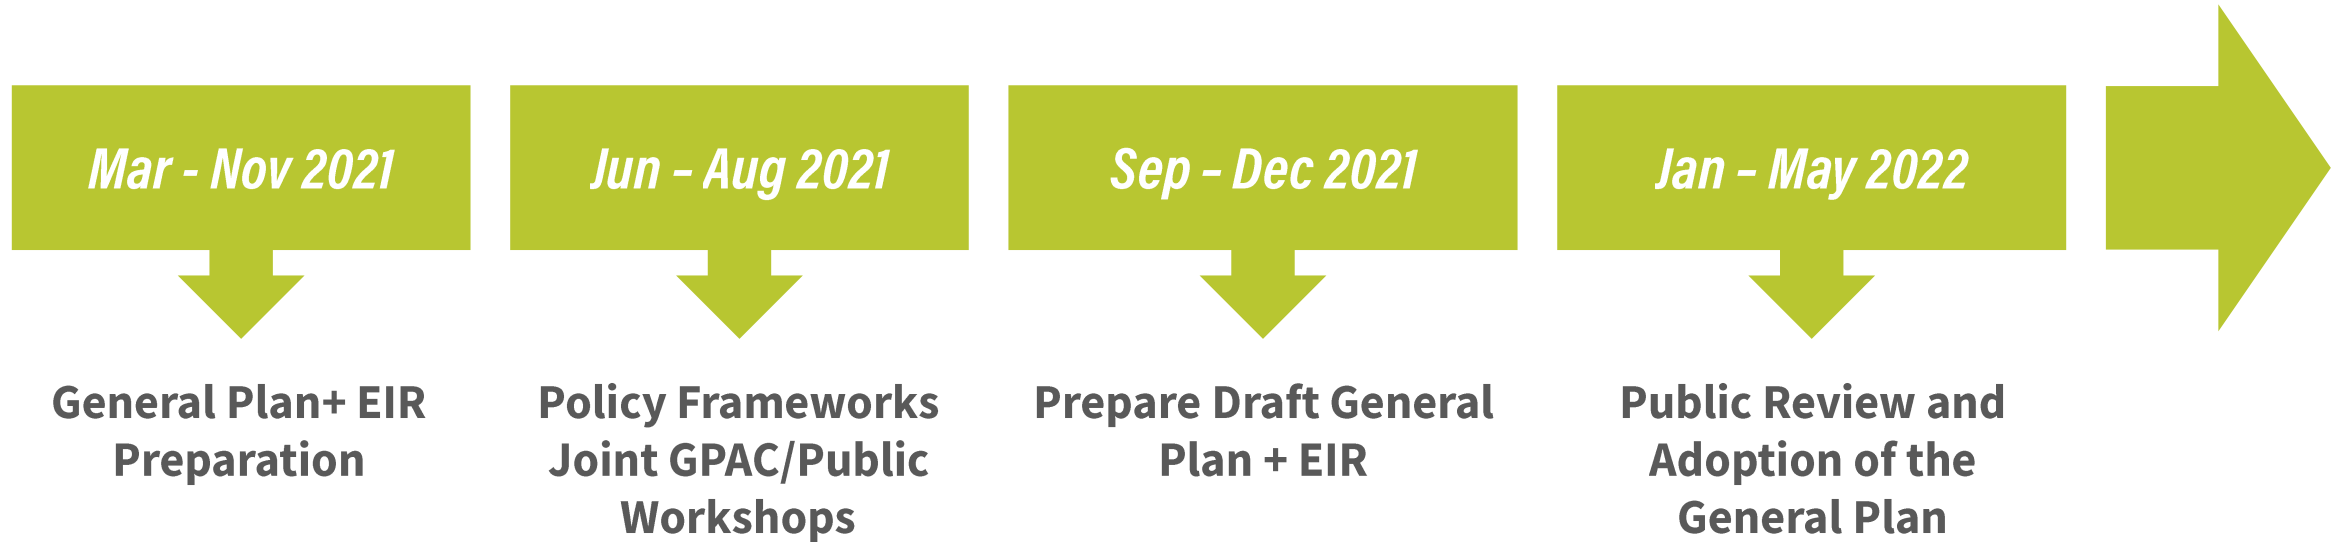 Mar - Nov 2021
Jun – Aug 2021
Sep – Dec 2021
Jan – May 2022
General Plan+ EIR
Preparation
Policy Frameworks
Joint GPAC/Public
Workshops
Prepare Draft General
Plan + EIR
Public Review and
Adoption of the
General Plan